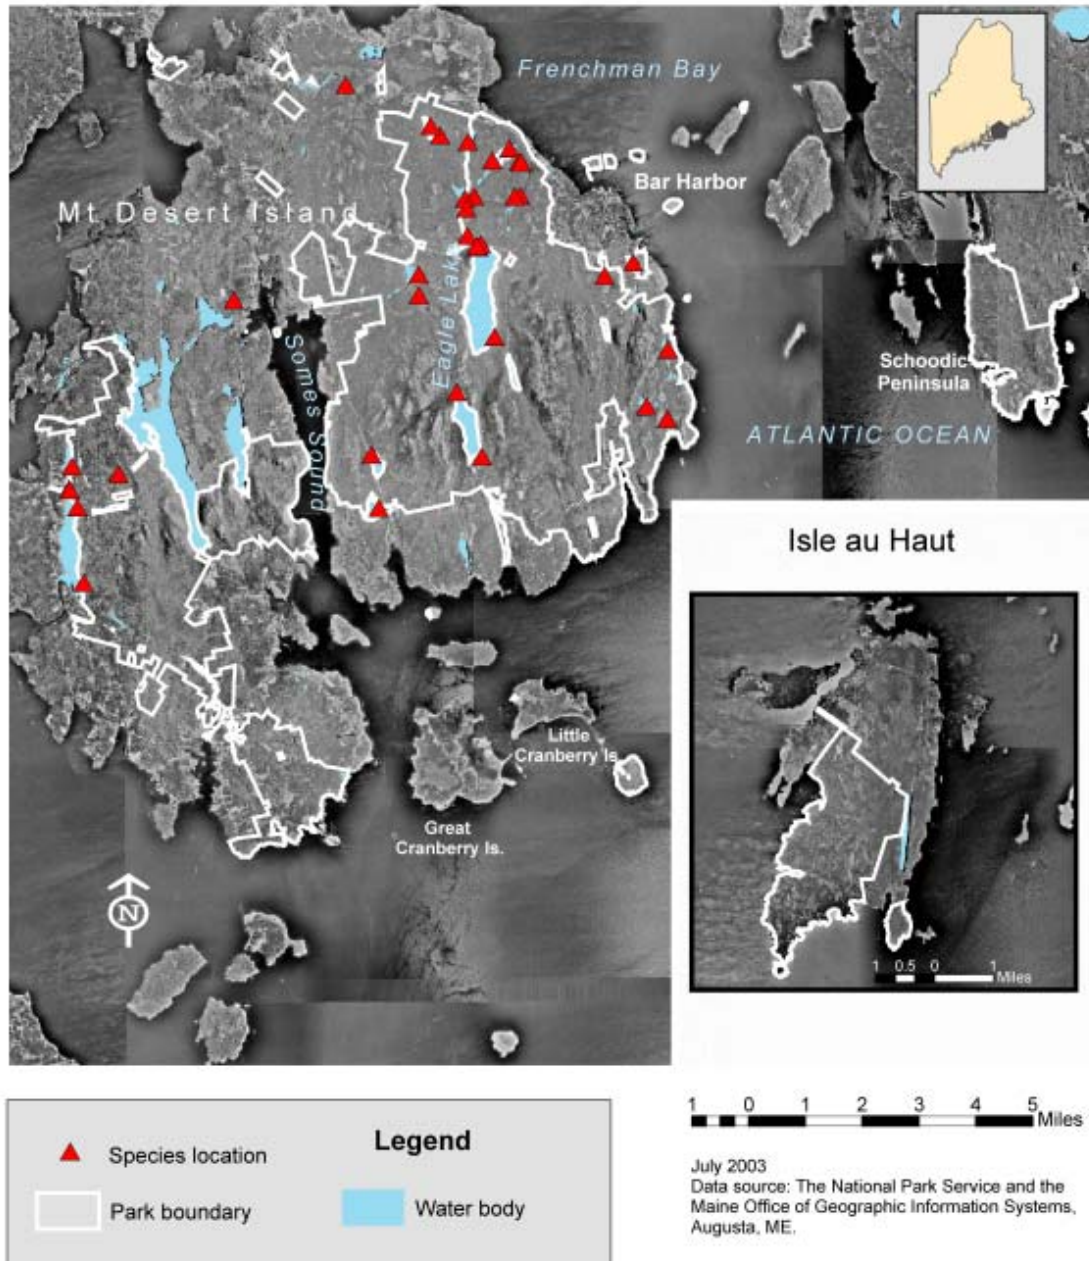 Frenchman Bay
Bar Harbor
Mt. Desert Island
Eagle Lake
Somes Sound
Schoodic
Peninsula
ATLANTIC OCEAN
Isle au Haut
Little
Cranberry Is.
Great
Cranberry Is.
N
1 0.5 0 1
Miles
Legend
Species location
Park boundary
Water body
1 0 1 2 3 4 5
Miles
July 2003
Data source: The National Park Service and the
Maine Office of Geographic Information Systems,
Augusta, ME.